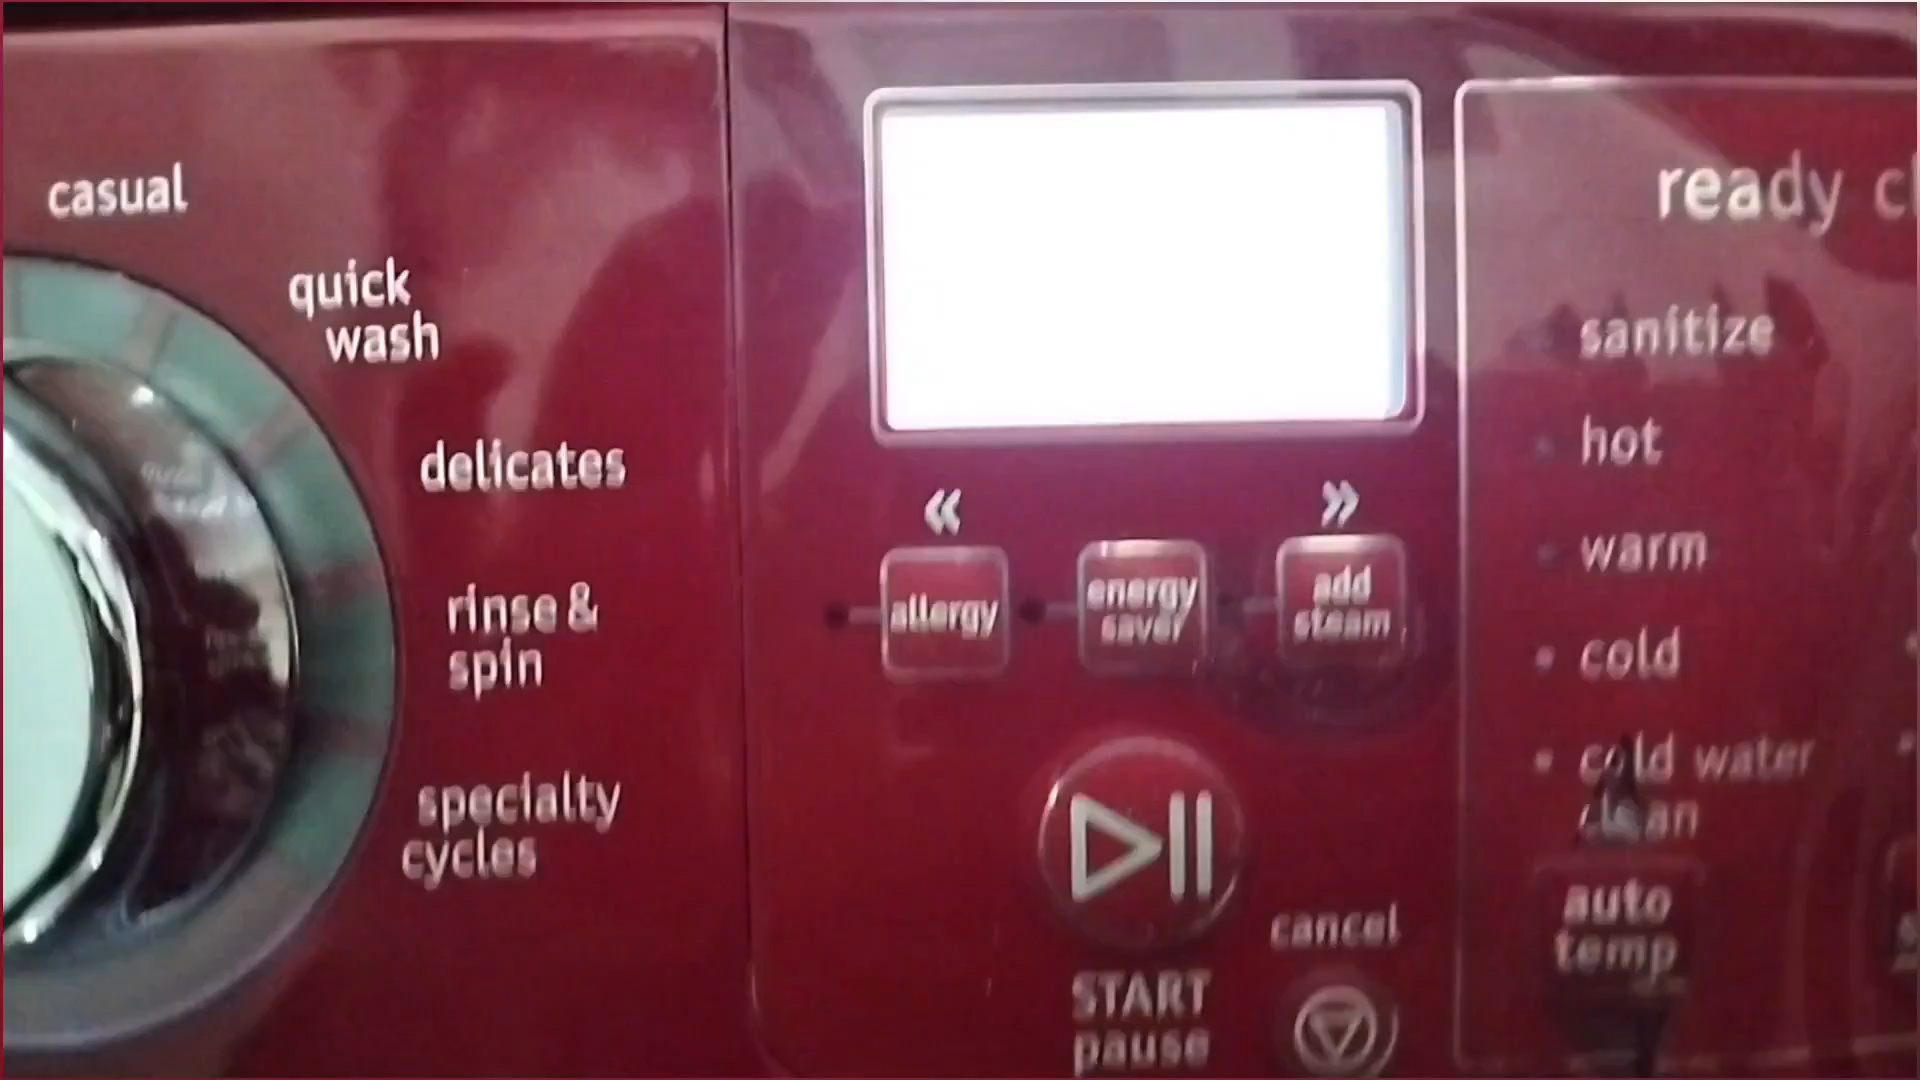 casual
quick
wash
delicates
rinse &
spin
specialty
cycles
«
»
allergy
energy
saver
add
steam
START
pause
cancel
ready
sanitize
hot
warm
cold
cold water
clean
auto
temp